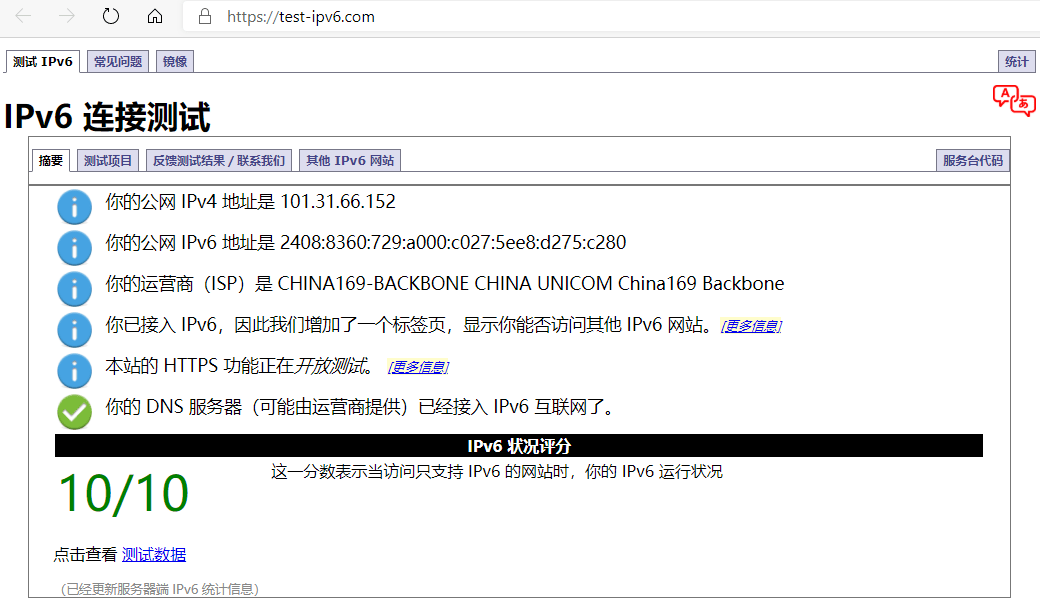 https://test-ipv6.com
测试 IPv6 常见问题 镜像 统计
IPv6 连接测试
摘要 测试项目 反馈测试结果 / 联系我们 其他 IPv6 网站 服务台代码
你的公网 IPv4 地址是 101.31.66.152
你的公网 IPv6 地址是 2408:8360:729:a000:c027:5ee8:d275:c280
你的运营商（ISP）是 CHINA169-BACKBONE CHINA UNICOM China169 Backbone
你已接入 IPv6，因此我们增加了一个标签页，显示你能否访问其他 IPv6 网站。 [更多信息]
本站的 HTTPS 功能正在开放测试。 [更多信息]
你的 DNS 服务器（可能由运营商提供）已经接入 IPv6 互联网了。
IPv6 状况评分
10/10 这一分数表示当访问只支持 IPv6 的网站时，你的 IPv6 运行状况
点击查看 测试数据
（已经更新服务器端 IPv6 统计信息）